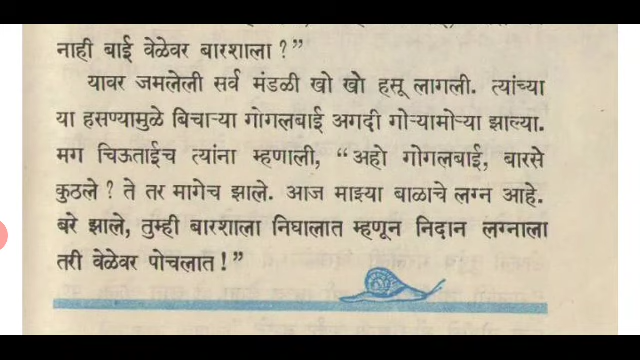 नाही बाई वेळेवर बारशाला ?”
यावर जमलेली सर्व मंडळी खो खो हसू लागली. त्यांच्या
या हसण्यामुळे बिचाऱ्या गोगलबाई अगदी गोऱ्यामोऱ्या झाल्या.
मग चिऊताईच त्यांना म्हणाली, “अहो गोगलबाई, बारसे
कुठले ? ते तर मागेच झाले. आज माझ्या बाळाचे लग्न आहे.
बरे झाले, तुम्ही बारशाला निघालात म्हणून निदान लग्नाला
तरी वेळेवर पोचलात !”